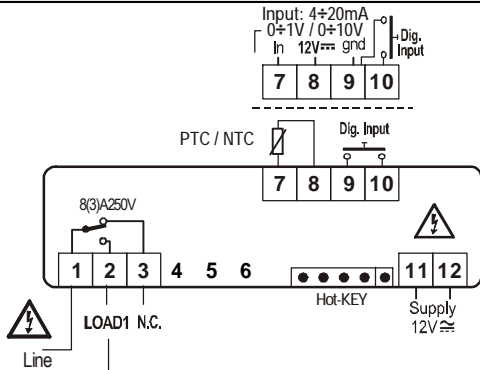 Input: 4÷20mA
0÷1V / 0÷10V
In 12V⎓ gnd
Dig.
Input
7 8 9 10
PTC / NTC
Dig. Input
7 8 9 10
8(3)A250V
1 2 3 4 5 6
11 12
Hot-KEY
Supply
12V≅
LOAD1 N.C.
Line